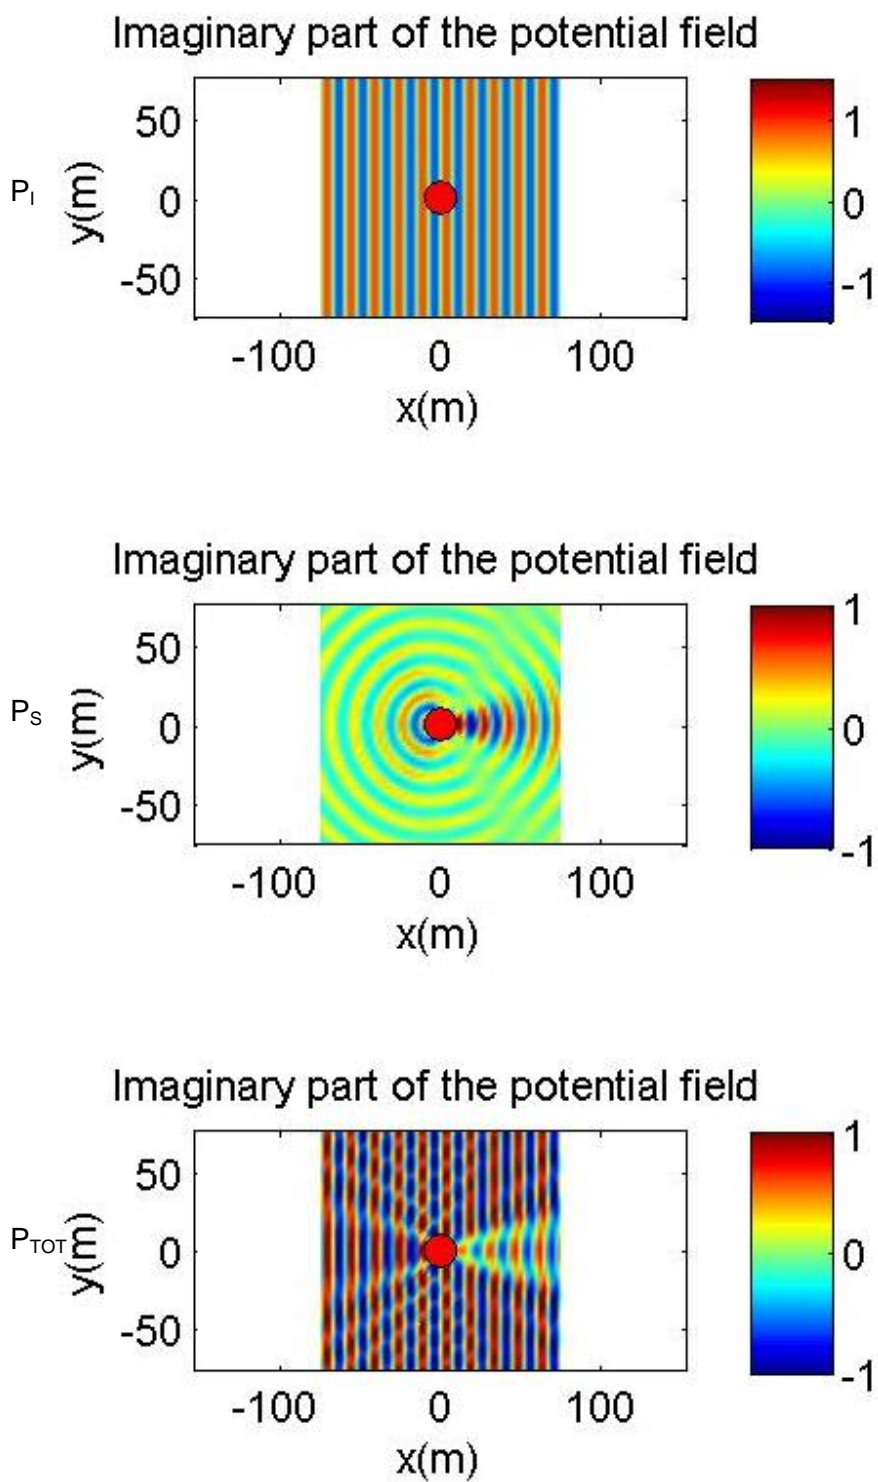 Imaginary part of the potential field
P_I
y(m)
50
0
-50
-100
0
100
x(m)
1
0
-1
Imaginary part of the potential field
P_S
y(m)
50
0
-50
-100
0
100
x(m)
1
0
-1
Imaginary part of the potential field
P_TOT
y(m)
50
0
-50
-100
0
100
x(m)
1
0
-1